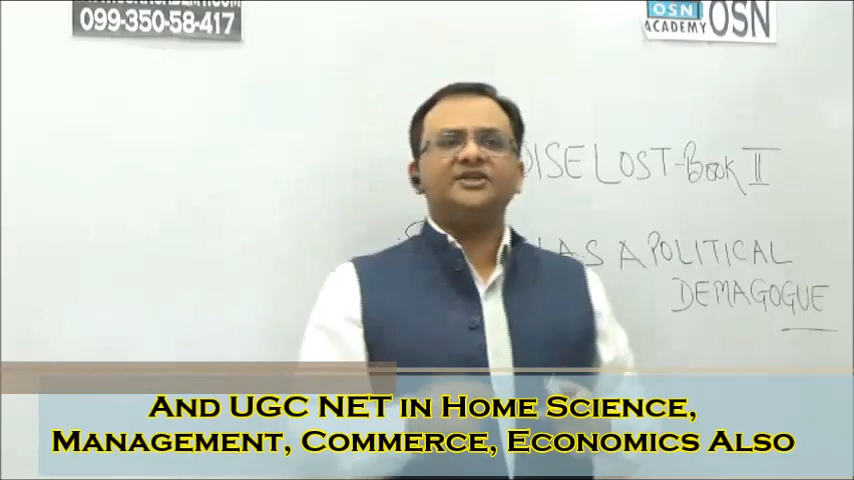 099-350-58-417
OSN
ACADEMY OSN
DISE LOST-Book II
AS A POLITICAL
DEMAGOGUE
AND UGC NET IN HOME SCIENCE,
MANAGEMENT, COMMERCE, ECONOMICS ALSO